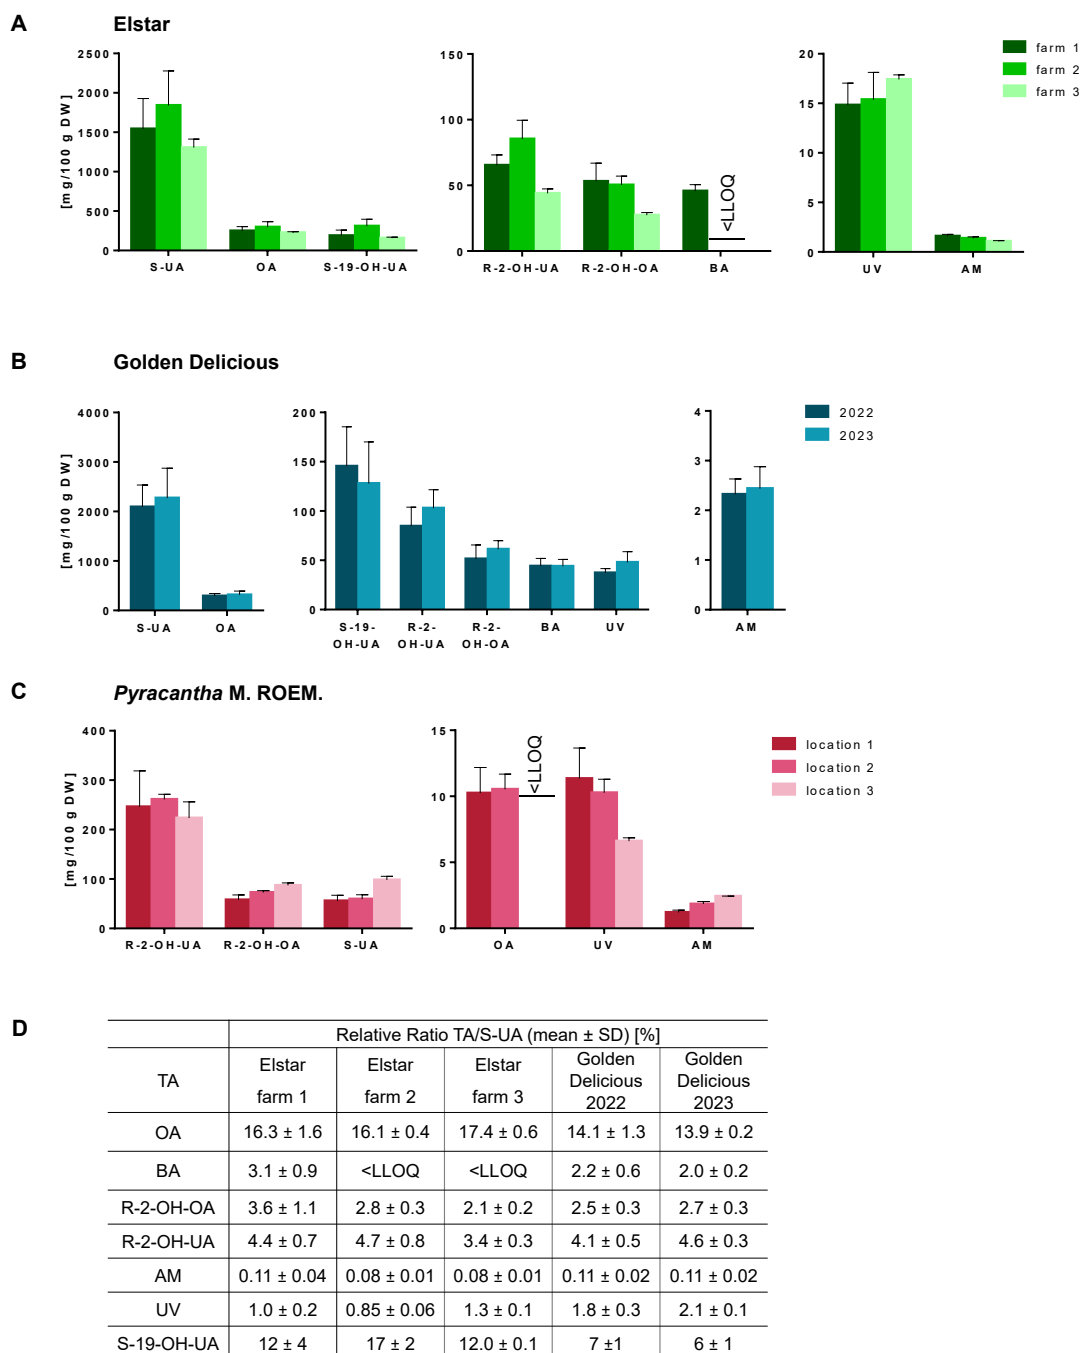 A Elstar
2500
2000
1500
1000
500
0
[mg/100 g DW]
S-UA OA S-19-OH-UA
150
100
50
0
<LLOQ
R-2-OH-UA R-2-OH-OA BA
20
15
10
5
0
UV AM
farm 1
farm 2
farm 3
B Golden Delicious
4000
3000
2000
1000
0
[mg/100 g DW]
S-UA OA
200
150
100
50
0
S-19- R-2- R-2- BA UV
OH-UA OH-UA OH-OA
4
3
2
1
0
AM
2022
2023
C Pyracantha M. ROEM.
400
300
200
100
0
[mg/100 g DW]
R-2-OH-UA R-2-OH-OA S-UA
15
10
5
0
<LLOQ
OA UV AM
location 1
location 2
location 3
D
Relative Ratio TA/S-UA (mean ± SD) [%]
TA Elstar farm 1 Elstar farm 2 Elstar farm 3 Golden Delicious 2022 Golden Delicious 2023
OA 16.3 ± 1.6 16.1 ± 0.4 17.4 ± 0.6 14.1 ± 1.3 13.9 ± 0.2
BA 3.1 ± 0.9 <LLOQ <LLOQ 2.2 ± 0.6 2.0 ± 0.2
R-2-OH-OA 3.6 ± 1.1 2.8 ± 0.3 2.1 ± 0.2 2.5 ± 0.3 2.7 ± 0.3
R-2-OH-UA 4.4 ± 0.7 4.7 ± 0.8 3.4 ± 0.3 4.1 ± 0.5 4.6 ± 0.3
AM 0.11 ± 0.04 0.08 ± 0.01 0.08 ± 0.01 0.11 ± 0.02 0.11 ± 0.02
UV 1.0 ± 0.2 0.85 ± 0.06 1.3 ± 0.1 1.8 ± 0.3 2.1 ± 0.1
S-19-OH-UA 12 ± 4 17 ± 2 12.0 ± 0.1 7 ±1 6 ± 1